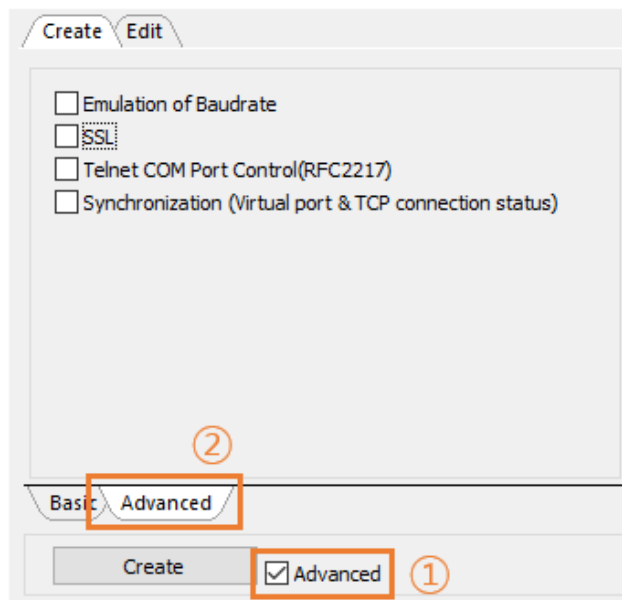 Create Edit
Emulation of Baudrate
SSL
Telnet COM Port Control(RFC2217)
Synchronization (Virtual port & TCP connection status)
②
Basic Advanced
Create Advanced ①